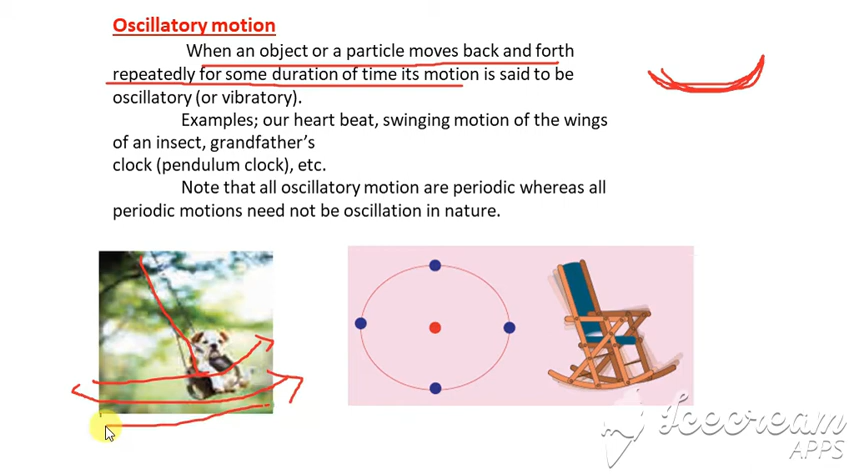 Oscillatory motion
When an object or a particle moves back and forth
repeatedly for some duration of time its motion is said to be
oscillatory (or vibratory).
Examples; our heart beat, swinging motion of the wings
of an insect, grandfather's
clock (pendulum clock), etc.
Note that all oscillatory motion are periodic whereas all
periodic motions need not be oscillation in nature.
Icecream
APPS